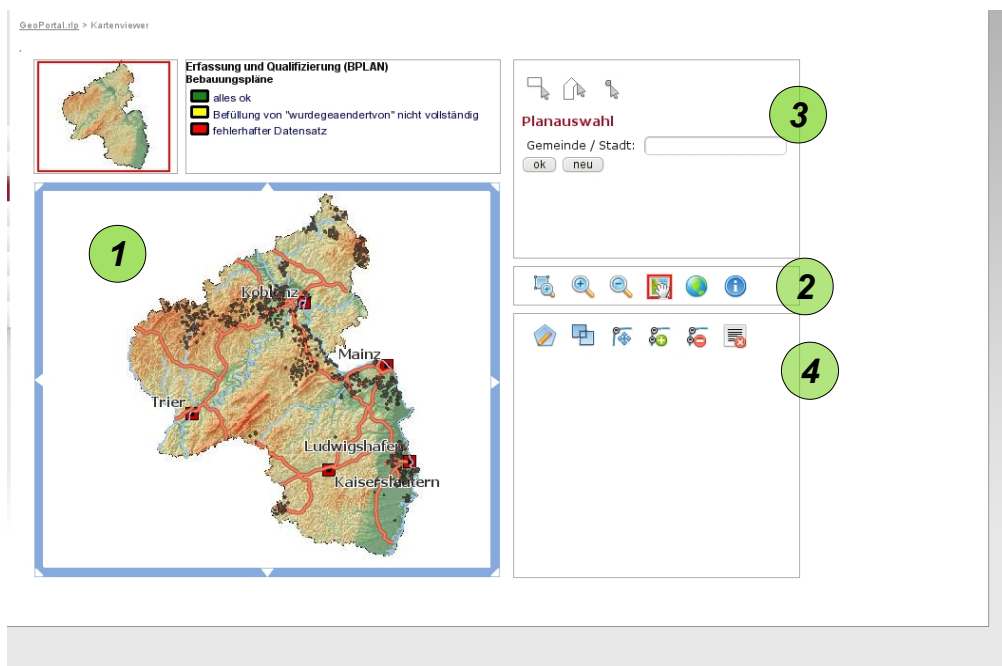 GeoPortal.rlp > Kartenviewer
.
Erfassung und Qualifizierung (BPLAN)
Bebauungspläne
alles ok
Befüllung von "wurdegeaendertvon" nicht vollständig
fehlerhafter Datensatz
3
Planauswahl
Gemeinde / Stadt:
ok neu
1
2
4
Koblenz
Mainz
Trier
Ludwigshafen
Kaiserslautern